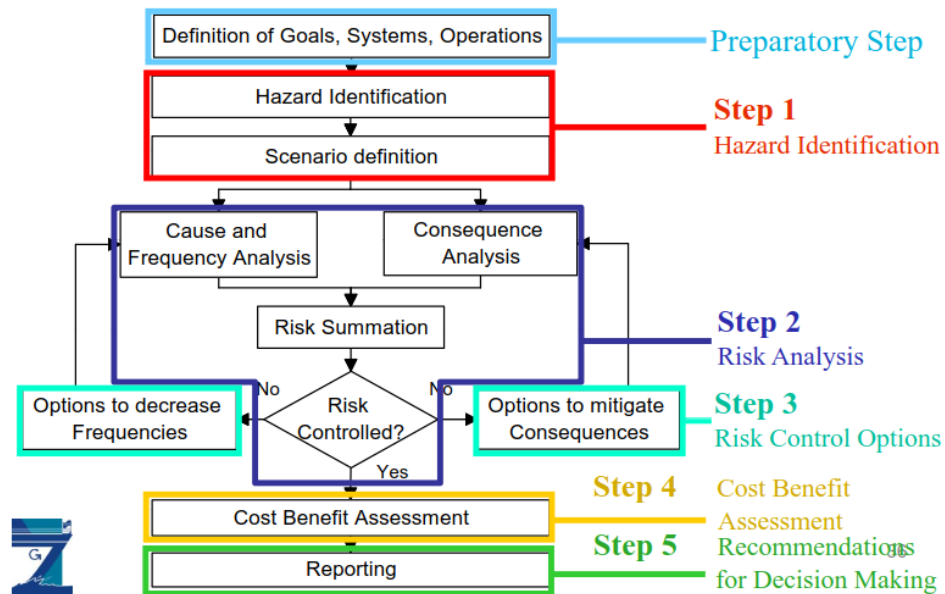 Definition of Goals, Systems, Operations
Preparatory Step
Hazard Identification
Scenario definition
Step 1
Hazard Identification
Cause and
Frequency Analysis
Consequence
Analysis
Risk Summation
Step 2
Risk Analysis
No
No
Options to decrease
Frequencies
Risk
Controlled?
Options to mitigate
Consequences
Step 3
Risk Control Options
Yes
Cost Benefit Assessment
Step 4
Cost Benefit
Assessment
Reporting
Step 5
Recommendations
for Decision Making
G
Z